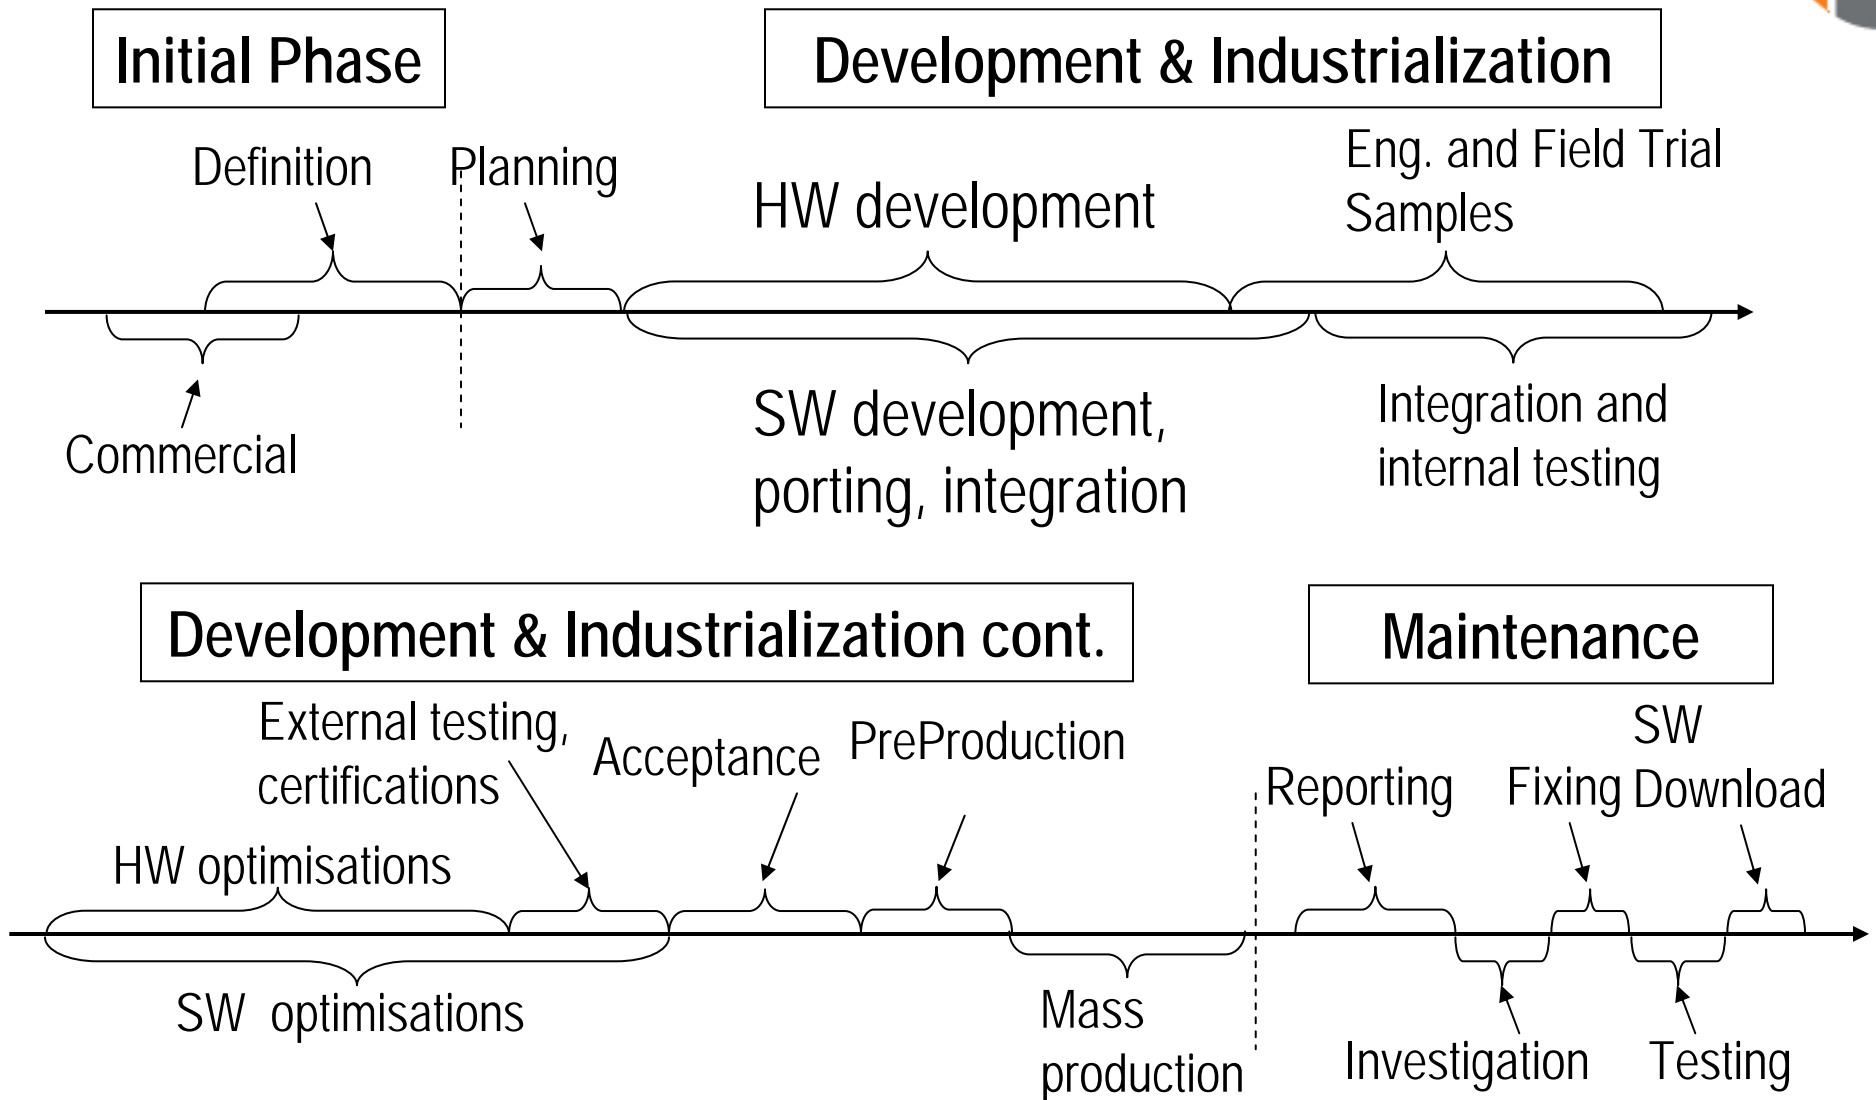 Initial Phase
Development & Industrialization
Definition
Planning
HW development
Eng. and Field Trial
Samples
Commercial
SW development,
porting, integration
Integration and
internal testing
Development & Industrialization cont.
Maintenance
External testing,
certifications
Acceptance
PreProduction
Reporting
Fixing
SW
Download
HW optimisations
SW optimisations
Mass
production
Investigation
Testing